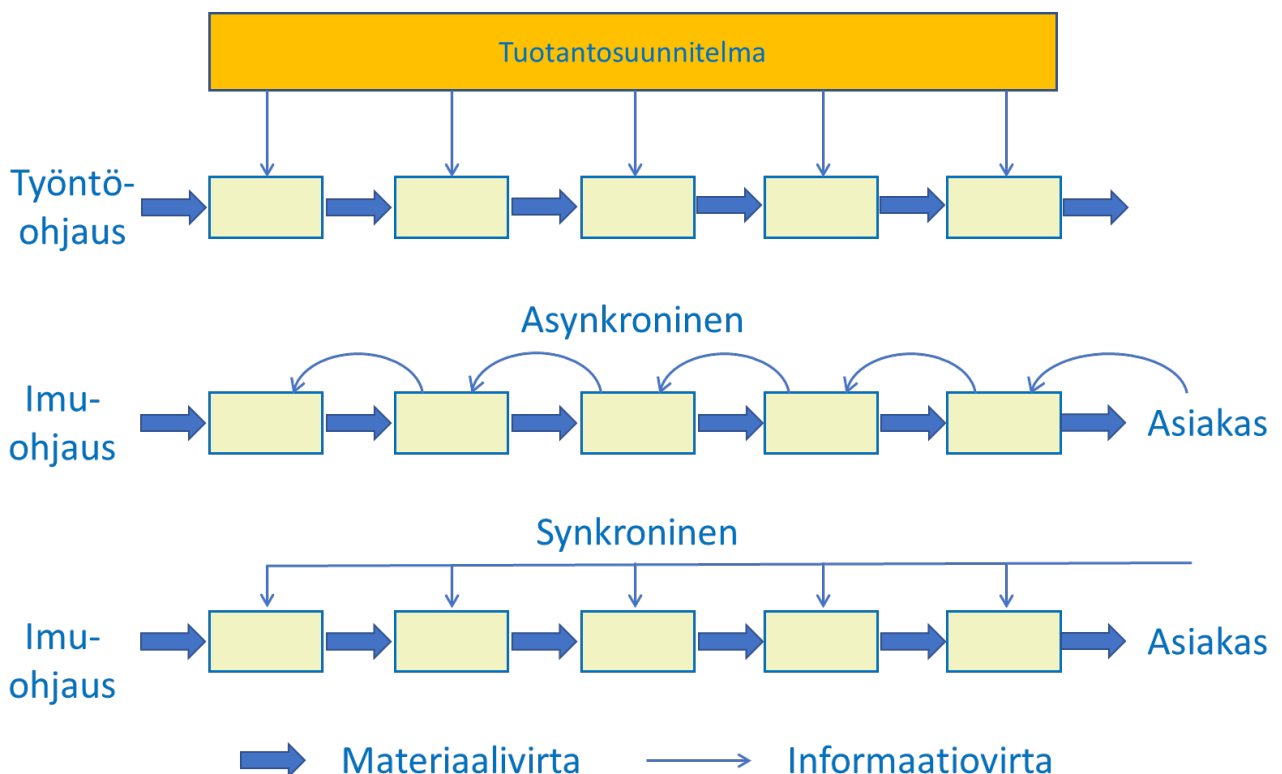 Tuotantosuunnitelma
Työntö-
ohjaus
Asynkroninen
Imu-
ohjaus
Asiakas
Synkroninen
Imu-
ohjaus
Asiakas
Materiaalivirta
Informaatiovirta